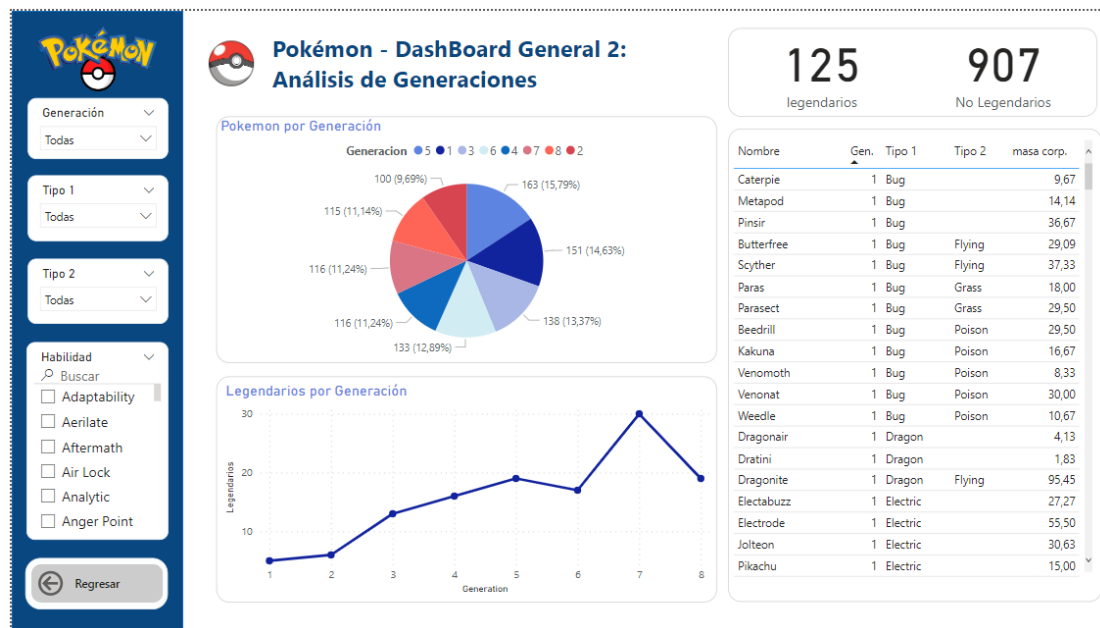 POKéMON
Pokémon - DashBoard General 2:
Análisis de Generaciones
125
legendarios
907
No Legendarios
Generación
Todas
Tipo 1
Todas
Tipo 2
Todas
Habilidad
Buscar
Adaptability
Aerilate
Aftermath
Air Lock
Analytic
Anger Point
Regresar
Pokemon por Generación
Generacion 5 1 3 6 4 7 8 2
100 (9,69%)
163 (15,79%)
115 (11,14%)
151 (14,63%)
116 (11,24%)
116 (11,24%)
138 (13,37%)
133 (12,89%)
Legendarios por Generación
30
20
10
Legendarios
1 2 3 4 5 6 7 8
Generation
Nombre Gen. Tipo 1 Tipo 2 masa corp.
Caterpie 1 Bug 9,67
Metapod 1 Bug 14,14
Pinsir 1 Bug 36,67
Butterfree 1 Bug Flying 29,09
Scyther 1 Bug Flying 37,33
Paras 1 Bug Grass 18,00
Parasect 1 Bug Grass 29,50
Beedrill 1 Bug Poison 29,50
Kakuna 1 Bug Poison 16,67
Venomoth 1 Bug Poison 8,33
Venonat 1 Bug Poison 30,00
Weedle 1 Bug Poison 10,67
Dragonair 1 Dragon 4,13
Dratini 1 Dragon 1,83
Dragonite 1 Dragon Flying 95,45
Electabuzz 1 Electric 27,27
Electrode 1 Electric 55,50
Jolteon 1 Electric 30,63
Pikachu 1 Electric 15,00